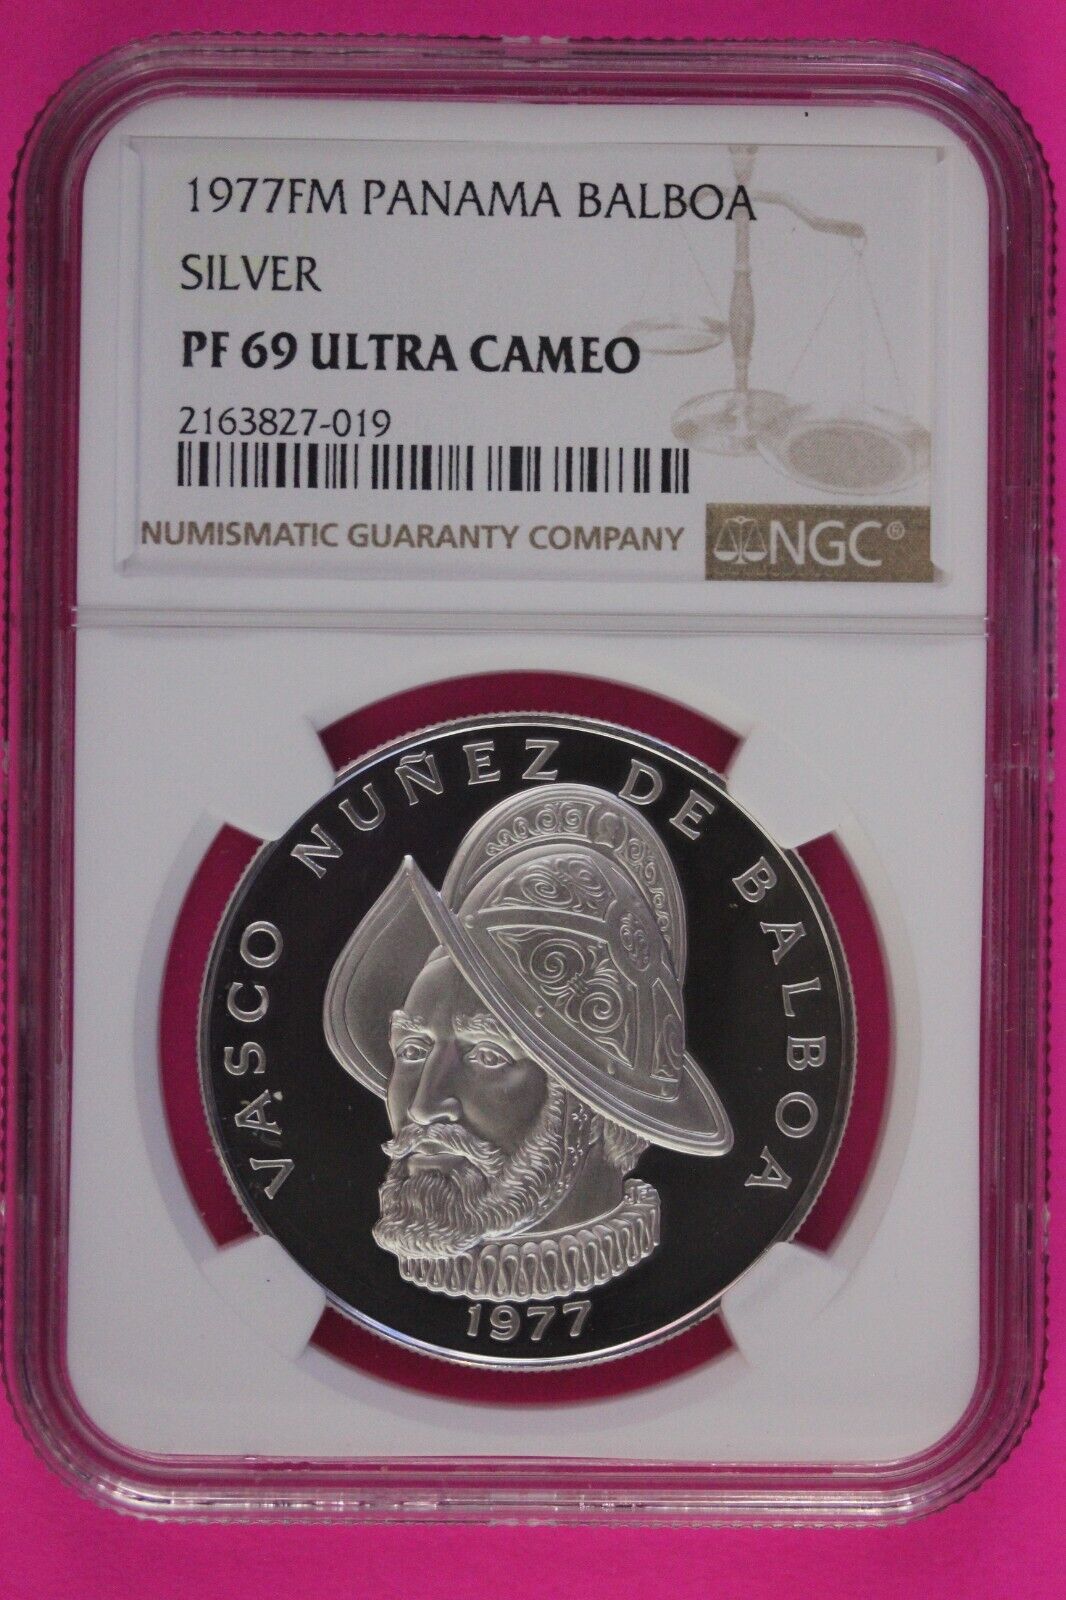 1977FM PANAMA BALBOA
SILVER
PF 69 ULTRA CAMEO
2163827-019
NUMISMATIC GUARANTY COMPANY
NGC®
VASCO NUÑEZ DE BALBOA
1977